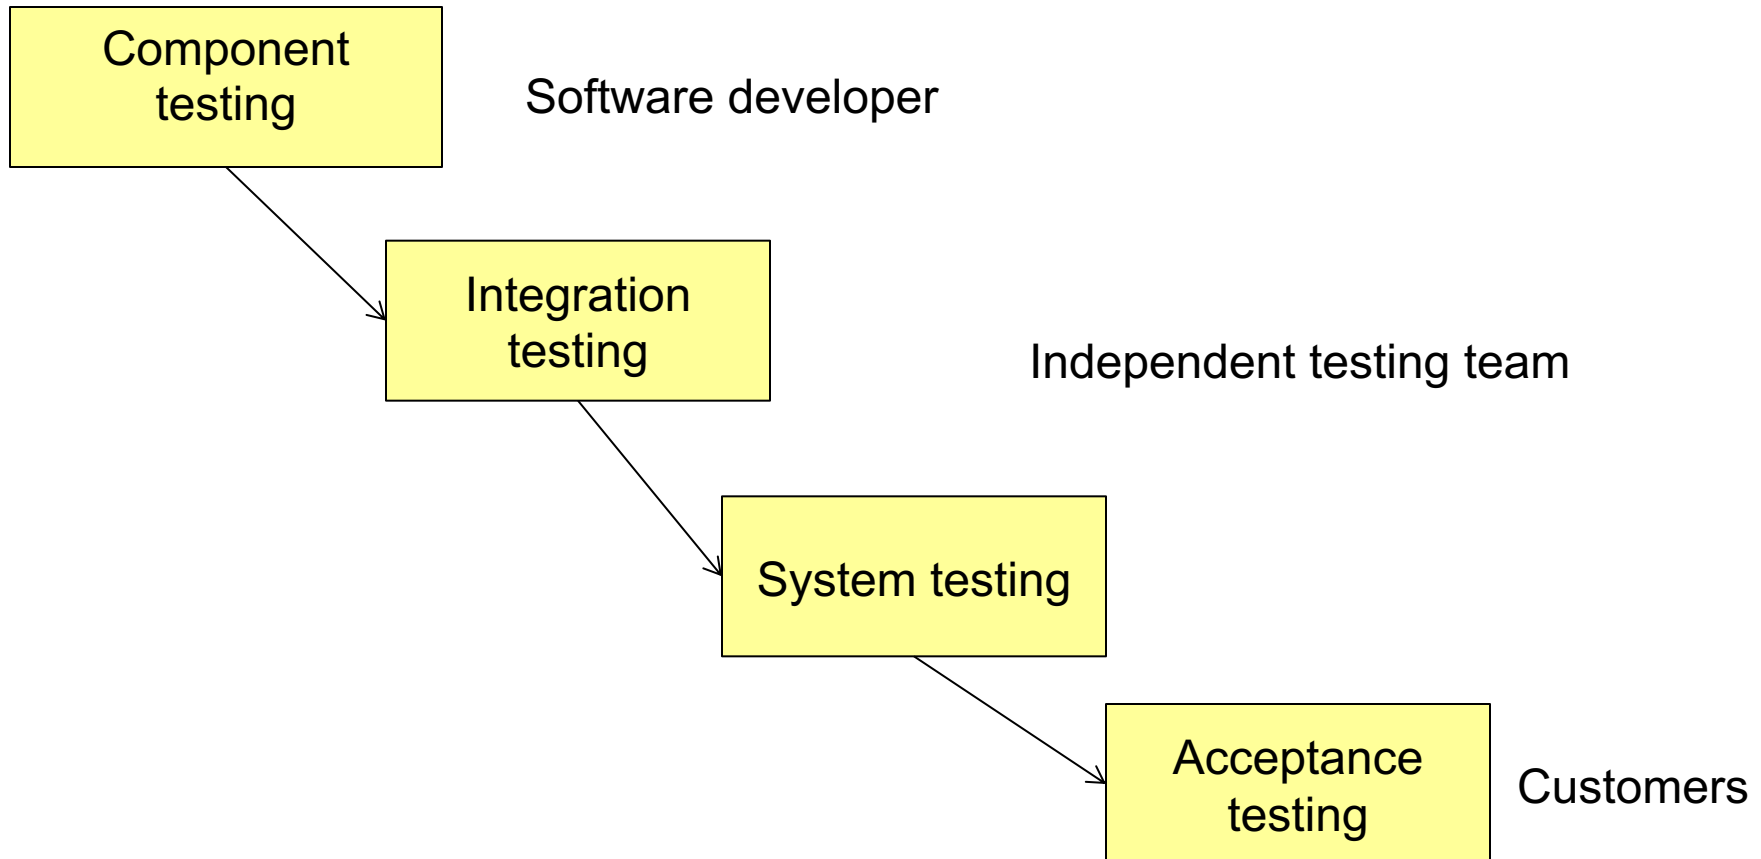 Component
testing
Software developer
Integration
testing
Independent testing team
System testing
Acceptance
testing
Customers